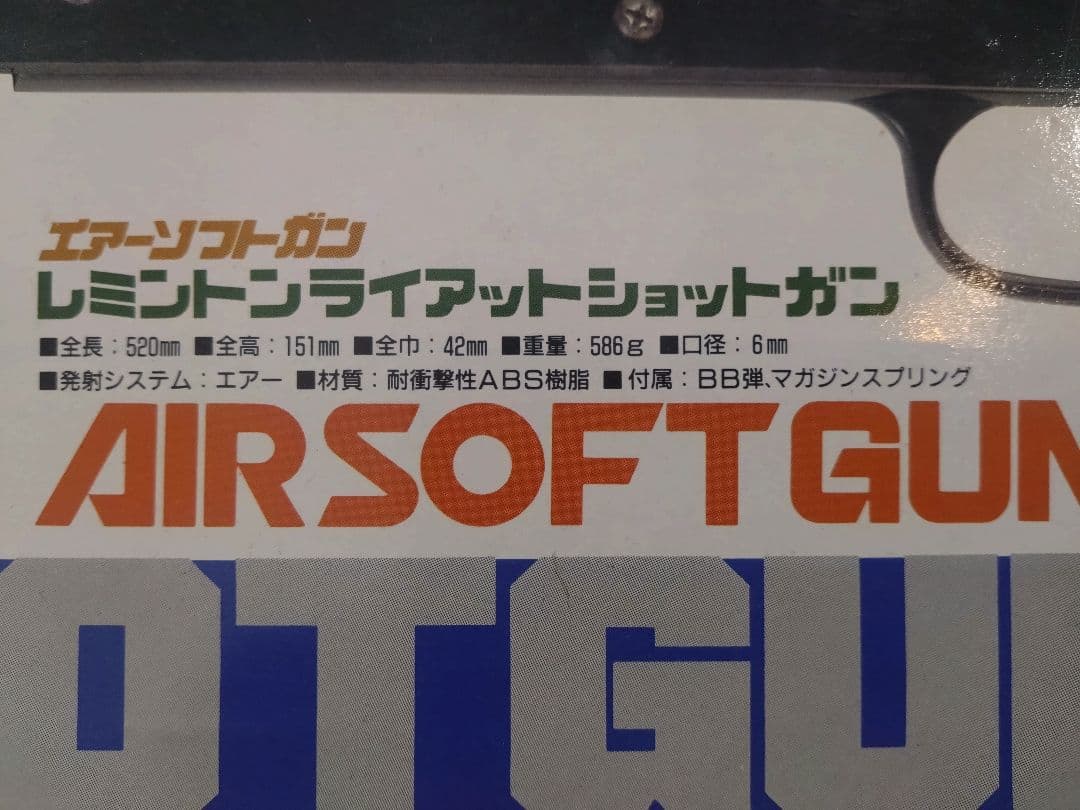 エアーソフトガン
レミントンライアットショットガン
■全長：520㎜ ■全高：151㎜ ■全巾：42㎜ ■重量：586g ■口径：6㎜
■発射システム：エアー ■材質：耐衝撃性ABS樹脂 ■付属：BB弾、マガジンスプリング
AIRSOFT GUN
OTGUN